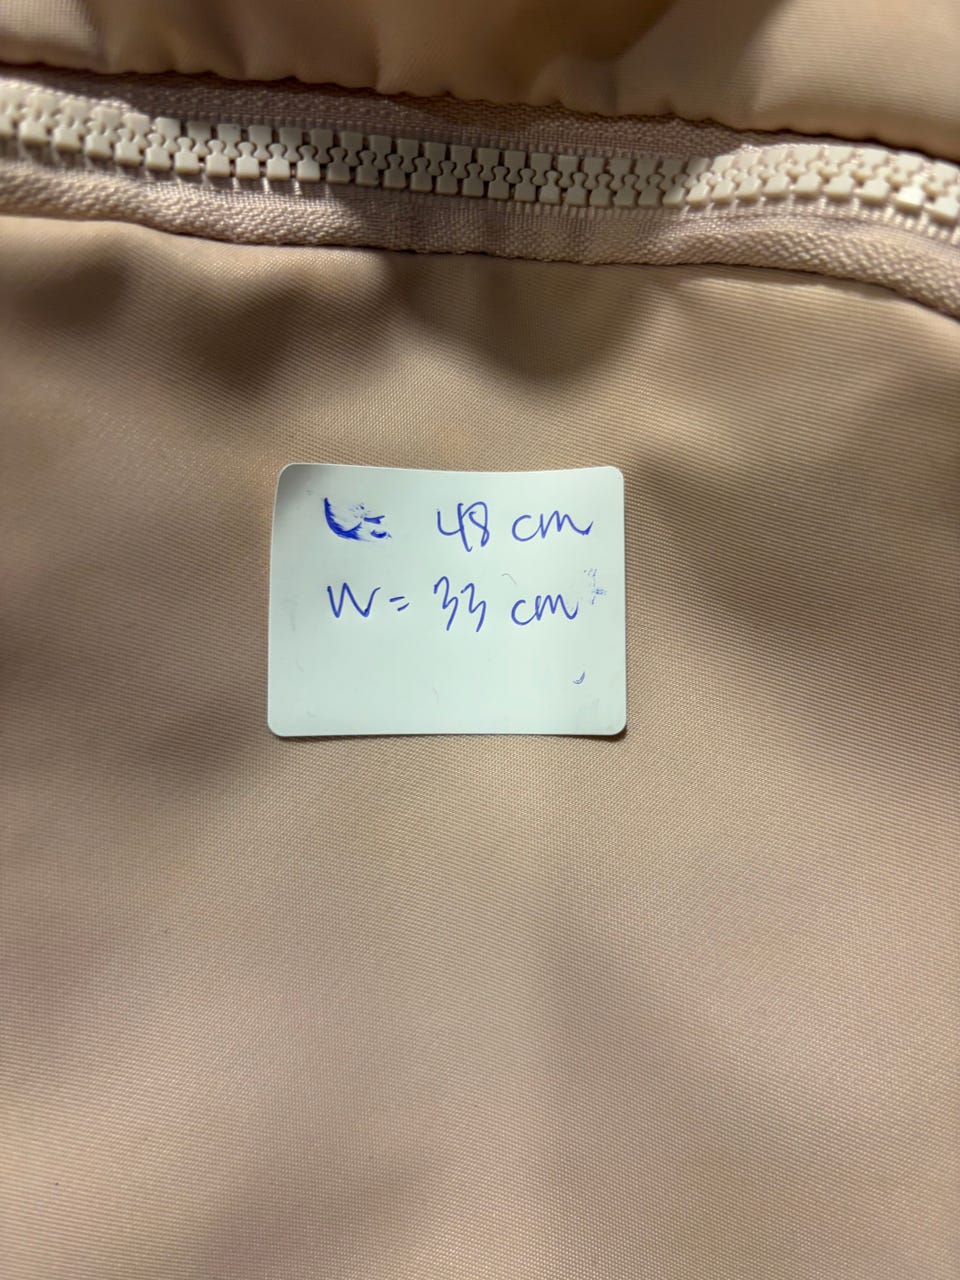 L= 48 cm
W= 33 cm